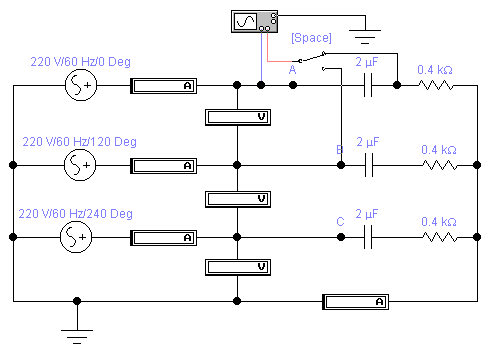 [Space]
220 V/60 Hz/0 Deg
A
A
2 µF
0.4 kΩ
V
220 V/60 Hz/120 Deg
A
B
2 µF
0.4 kΩ
V
220 V/60 Hz/240 Deg
A
C
2 µF
0.4 kΩ
V
A